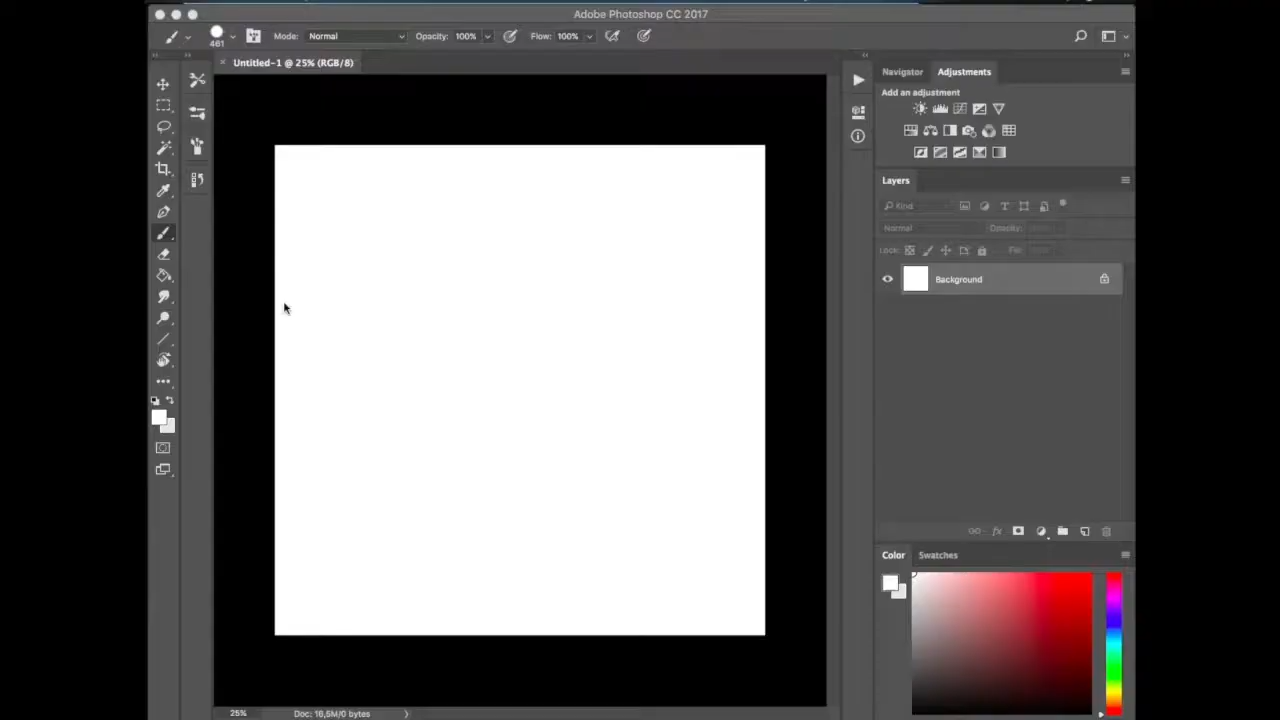 Adobe Photoshop CC 2017
461
Mode: Normal Opacity: 100% Flow: 100%
× Untitled-1 @ 25% (RGB/8)
Navigator Adjustments
Add an adjustment
Layers
Kind
Normal Opacity:
Lock: Fill:
Background
Color Swatches
25% Doc: 16,5M/0 bytes